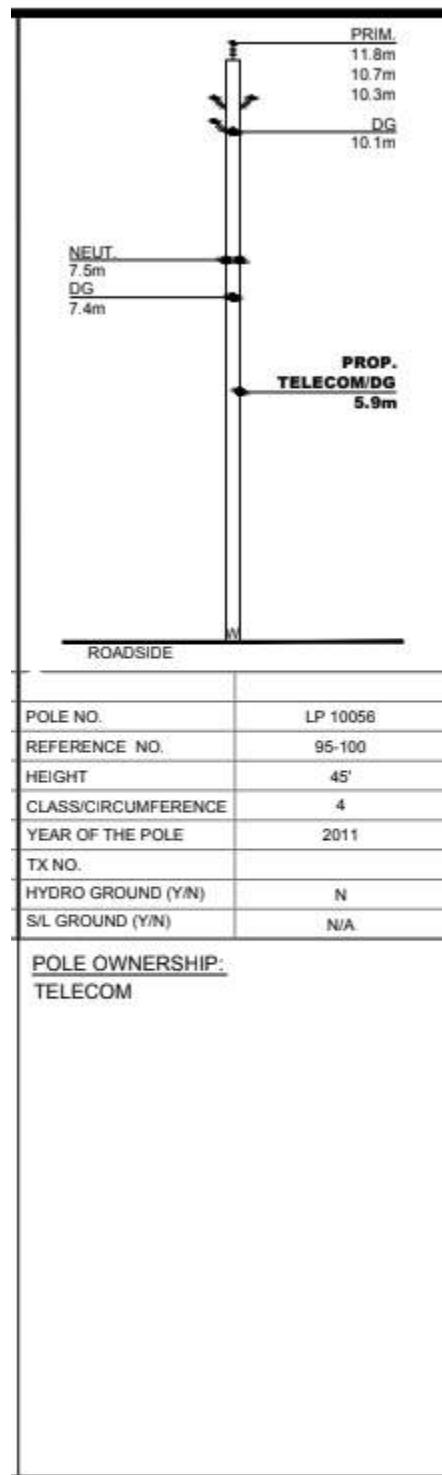 PRIM.
11.8m
10.7m
10.3m
DG
10.1m
NEUT.
7.5m
DG
7.4m
PROP.
TELECOM/DG
5.9m
W
ROADSIDE
POLE NO. LP 10056
REFERENCE NO. 95-100
HEIGHT 45'
CLASS/CIRCUMFERENCE 4
YEAR OF THE POLE 2011
TX NO.
HYDRO GROUND (Y/N) N
S/L GROUND (Y/N) N/A
POLE OWNERSHIP:
TELECOM